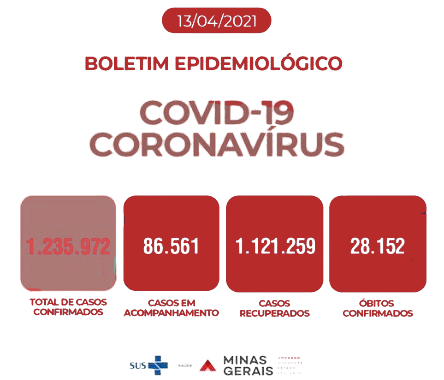 13/04/2021
BOLETIM EPIDEMIOLÓGICO
COVID-19
CORONAVÍRUS
1.235.972
86.561
1.121.259
28.152
TOTAL DE CASOS
CONFIRMADOS
CASOS EM
ACOMPANHAMENTO
CASOS
RECUPERADOS
ÓBITOS
CONFIRMADOS
SUS
SAÚDE
MINAS
GERAIS